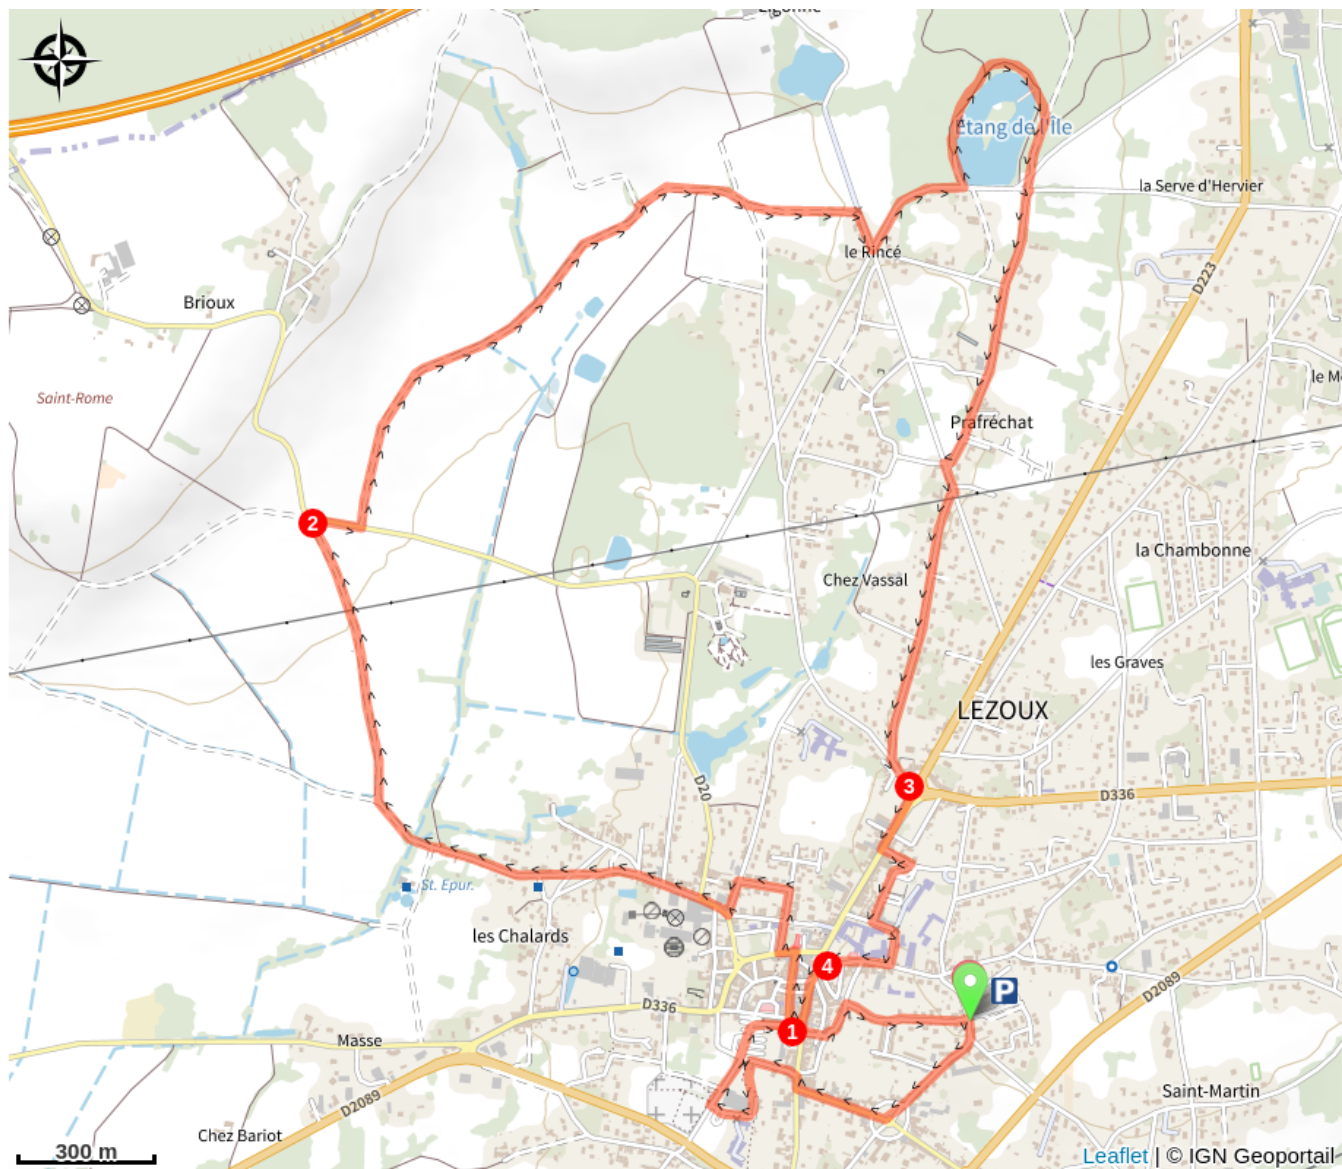 Étang de l'Île
la Serve d'Hervier
le Rincé
D223
Brioux
Saint-Rome
Prafréchat
2
la Chambonne
Chez Vassal
les Graves
LEZOUX
3
D20
D336
St. Epur.
les Chalards
4
P
D2089
D336
1
Masse
D2089
Saint-Martin
Chez Bariot
300 m
Leaflet | © IGN Geoportail